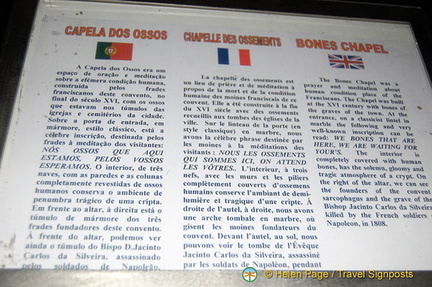 CAPELA DOS OSSOS
A Capela dos Ossos era um
espaço de oração e meditação
sobre a efémera condição humana,
construída pelos frades
franciscanos deste convento, no
final do século XVI, com os ossos
que estavam nos túmulos das
igrejas e cemitérios da cidade.
Sobre a porta de entrada, em
mármore, estilo clássico, está a
célebre inscrição, destinada pelos
frades à meditação dos visitantes:
NÓS OSSOS QUE AQUI
ESTAMOS, PELOS VOSSOS
ESPERAMOS. O interior, de três
naves, com as paredes e as colunas
completamente revestidas de ossos
humanos conserva o ambiente de
penumbra trágico de uma cripta.
Em frente ao altar, à direita está o
túmulo de mármore dos três
frades fundadores deste convento.
À frente do altar, podemos ver
ainda o túmulo do Bispo D.Jacinto
Carlos da Silveira, assassinado
pelos soldados de Napoleão,
CHAPELLE DES OSSEMENTS
La chapelle des ossements est
un lieu de prière et de méditation à
propos de la mort et de la condition
humaine des moines franciscais de ce
couvent. Elle a été construite à la fin
du XVI siècle avec des ossements
recueillis aux tombes des églises de la
ville. Sur le linteau de la porte (en
style classique) en marbre, nous
avons la célèbre phrase destinée par
les moines à la méditations des
visitants : NOUS LES OSSEMENTS
QUI SOMMES ICI, ON ATTEND
LES VÔTRES. L'interieur, à trois
nefs, avec les murs et les piliers
complètement couverts d'ossements
humains conserve l'ambiant de demi
lumière et tragique d'une cripte. À
droite de l'autel, à droite, nous avons
une arche tombale en marbre, où
gisent les moines fondateurs du
couvent. Devant l'autel, au sol, nous
pouvons voir le tombe de l'Évêque
Jacinto Carlos da Silveira, assassiné
par les soldats de Napoléon, pendant
BONES CHAPEL
The Bones Chapel was a
prayer and meditation about
human condition place of the
Franciscans. The Chapel was built
at the XVI century with bones of
the graves of the town. At the
entrance, on a classical lintel in
marble the following and very
well-known inscription can be
read: WE BONES THAT ARE
HERE, WE ARE WAITING FOR
YOUR'S. The interior is
completely covered with human
bones, has the solemn, gloomy and
tragic atmosphere of a crypt. On
the right of the altar, we can see
the founders of the convent
sarcophagus and the grave of the
Bishop Jacinto Carlos da Silveira
killed by the French soldiers of
Napoleon, in 1808.
© Helen Page / Travel Signposts